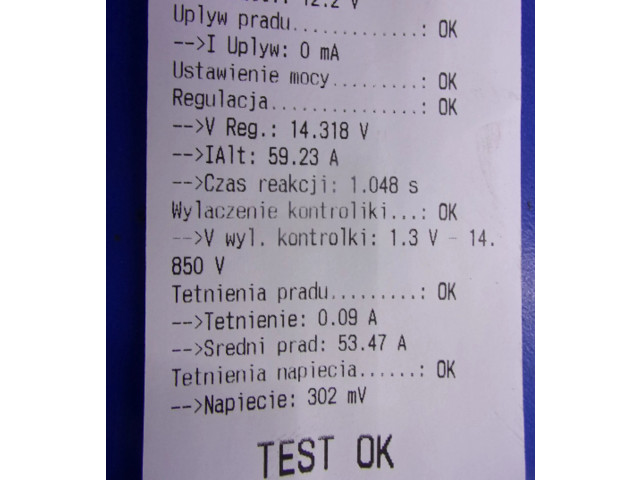 12.2 V
Uplyw pradu............: OK
-->I Uplyw: 0 mA
Ustawienie mocy........: OK
Regulacja..............: OK
-->V Reg.: 14.318 V
-->IAlt: 59.23 A
-->Czas reakcji: 1.048 s
Wylaczenie kontroliki...: OK
-->V wyl. kontrolki: 1.3 V - 14.
850 V
Tetnienia pradu.........: OK
-->Tetnienie: 0.09 A
-->Sredni prad: 53.47 A
Tetnienia napiecia......: OK
-->Napiecie: 302 mV
TEST OK